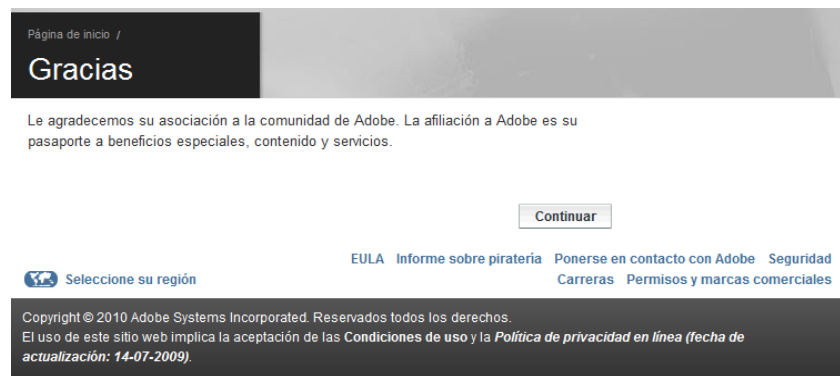 Página de inicio /
Gracias
Le agradecemos su asociación a la comunidad de Adobe. La afiliación a Adobe es su
pasaporte a beneficios especiales, contenido y servicios.
Continuar
EULA Informe sobre piratería Ponerse en contacto con Adobe Seguridad
Seleccione su región Carreras Permisos y marcas comerciales
Copyright © 2010 Adobe Systems Incorporated. Reservados todos los derechos.
El uso de este sitio web implica la aceptación de las Condiciones de uso y la Política de privacidad en línea (fecha de
actualización: 14-07-2009).